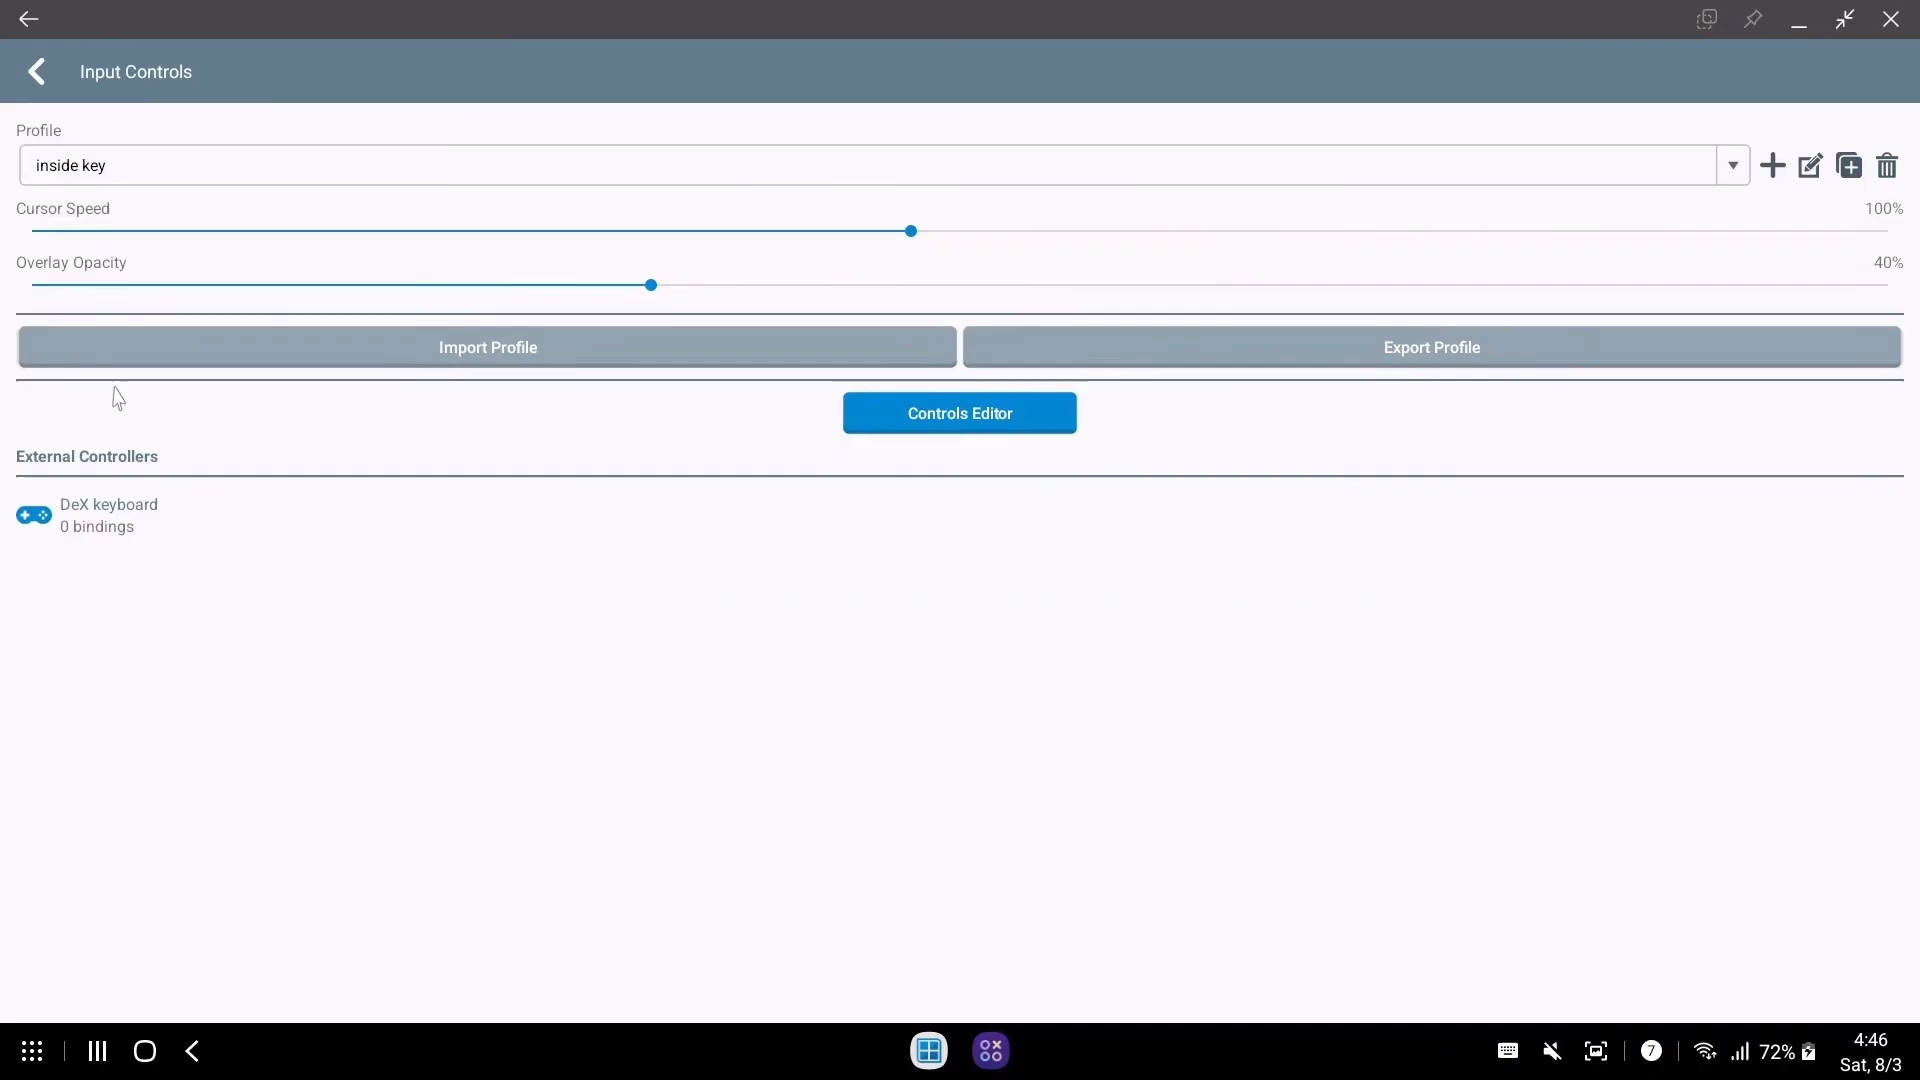 Input Controls
Profile
inside key
Cursor Speed
100%
Overlay Opacity
40%
Import Profile
Export Profile
Controls Editor
External Controllers
DeX keyboard
0 bindings
7
72%
4:46
Sat, 8/3